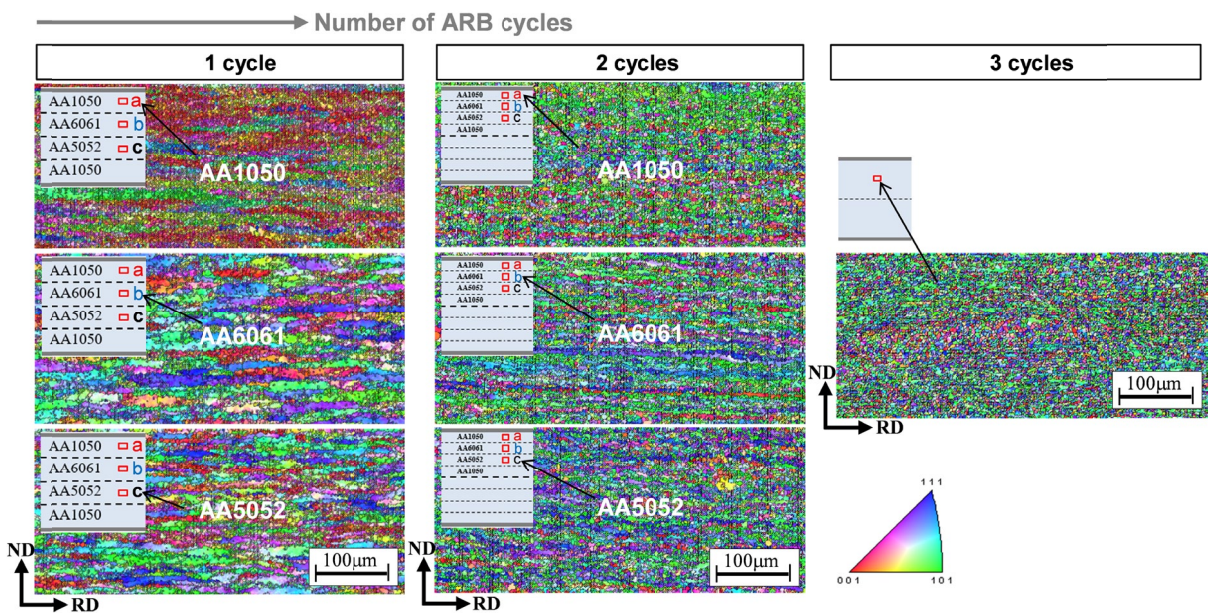 Number of ARB cycles
1 cycle
2 cycles
3 cycles
AA1050 a
AA6061 b
AA5052 c
AA1050
AA1050
AA1050 a
AA6061 b
AA5052 c
AA1050
AA1050
AA1050 a
AA6061 b
AA5052 c
AA1050
AA6061
AA1050 a
AA6061 b
AA5052 c
AA1050
AA6061
100μm
ND
RD
AA1050 a
AA6061 b
AA5052 c
AA1050
AA5052
100μm
ND
RD
AA1050 a
AA6061 b
AA5052 c
AA1050
AA5052
100μm
ND
RD
111
001
101